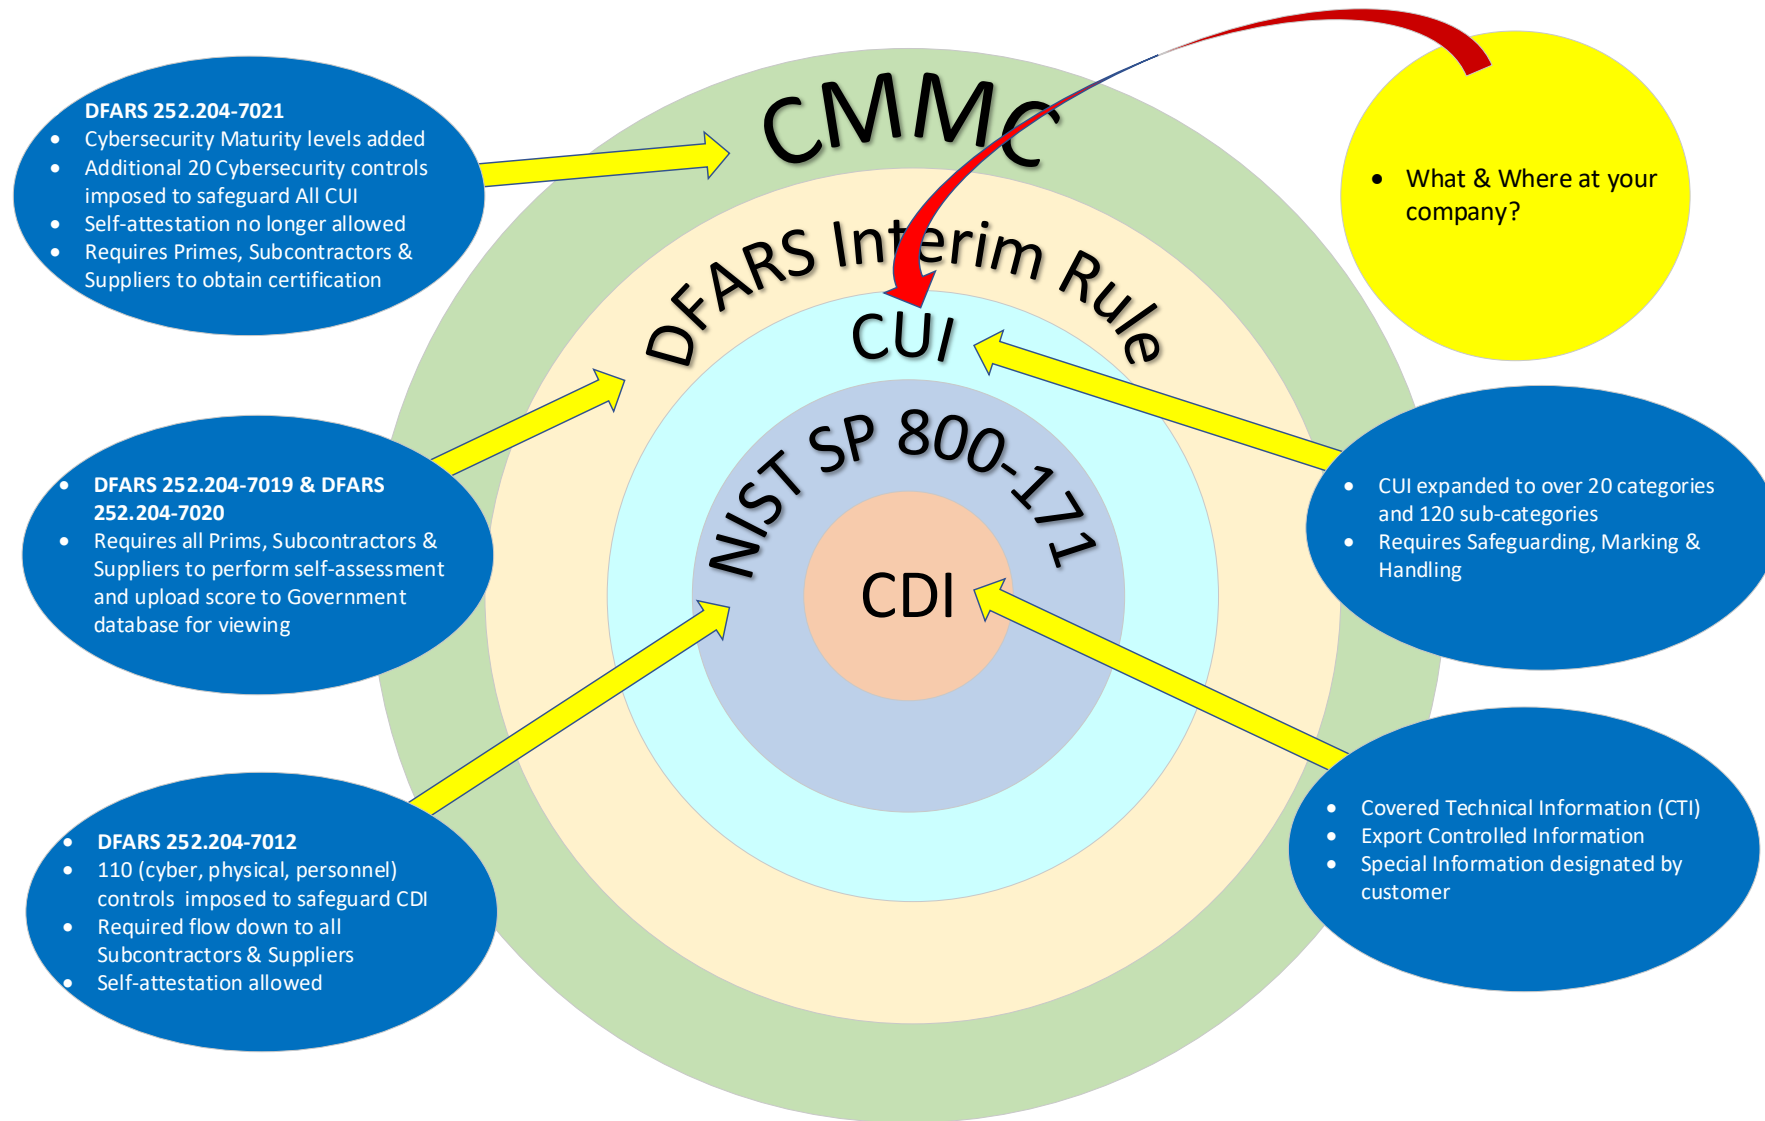 CMMC
DFARS Interim Rule
CUI
NIST SP 800-171
CDI
DFARS 252.204-7021
• Cybersecurity Maturity levels added
• Additional 20 Cybersecurity controls
imposed to safeguard All CUI
• Self-attestation no longer allowed
• Requires Primes, Subcontractors &
Suppliers to obtain certification
• DFARS 252.204-7019 & DFARS
252.204-7020
• Requires all Prims, Subcontractors &
Suppliers to perform self-assessment
and upload score to Government
database for viewing
• DFARS 252.204-7012
• 110 (cyber, physical, personnel)
controls imposed to safeguard CDI
• Required flow down to all
Subcontractors & Suppliers
• Self-attestation allowed
• What & Where at your
company?
• CUI expanded to over 20 categories
and 120 sub-categories
• Requires Safeguarding, Marking &
Handling
• Covered Technical Information (CTI)
• Export Controlled Information
• Special Information designated by
customer